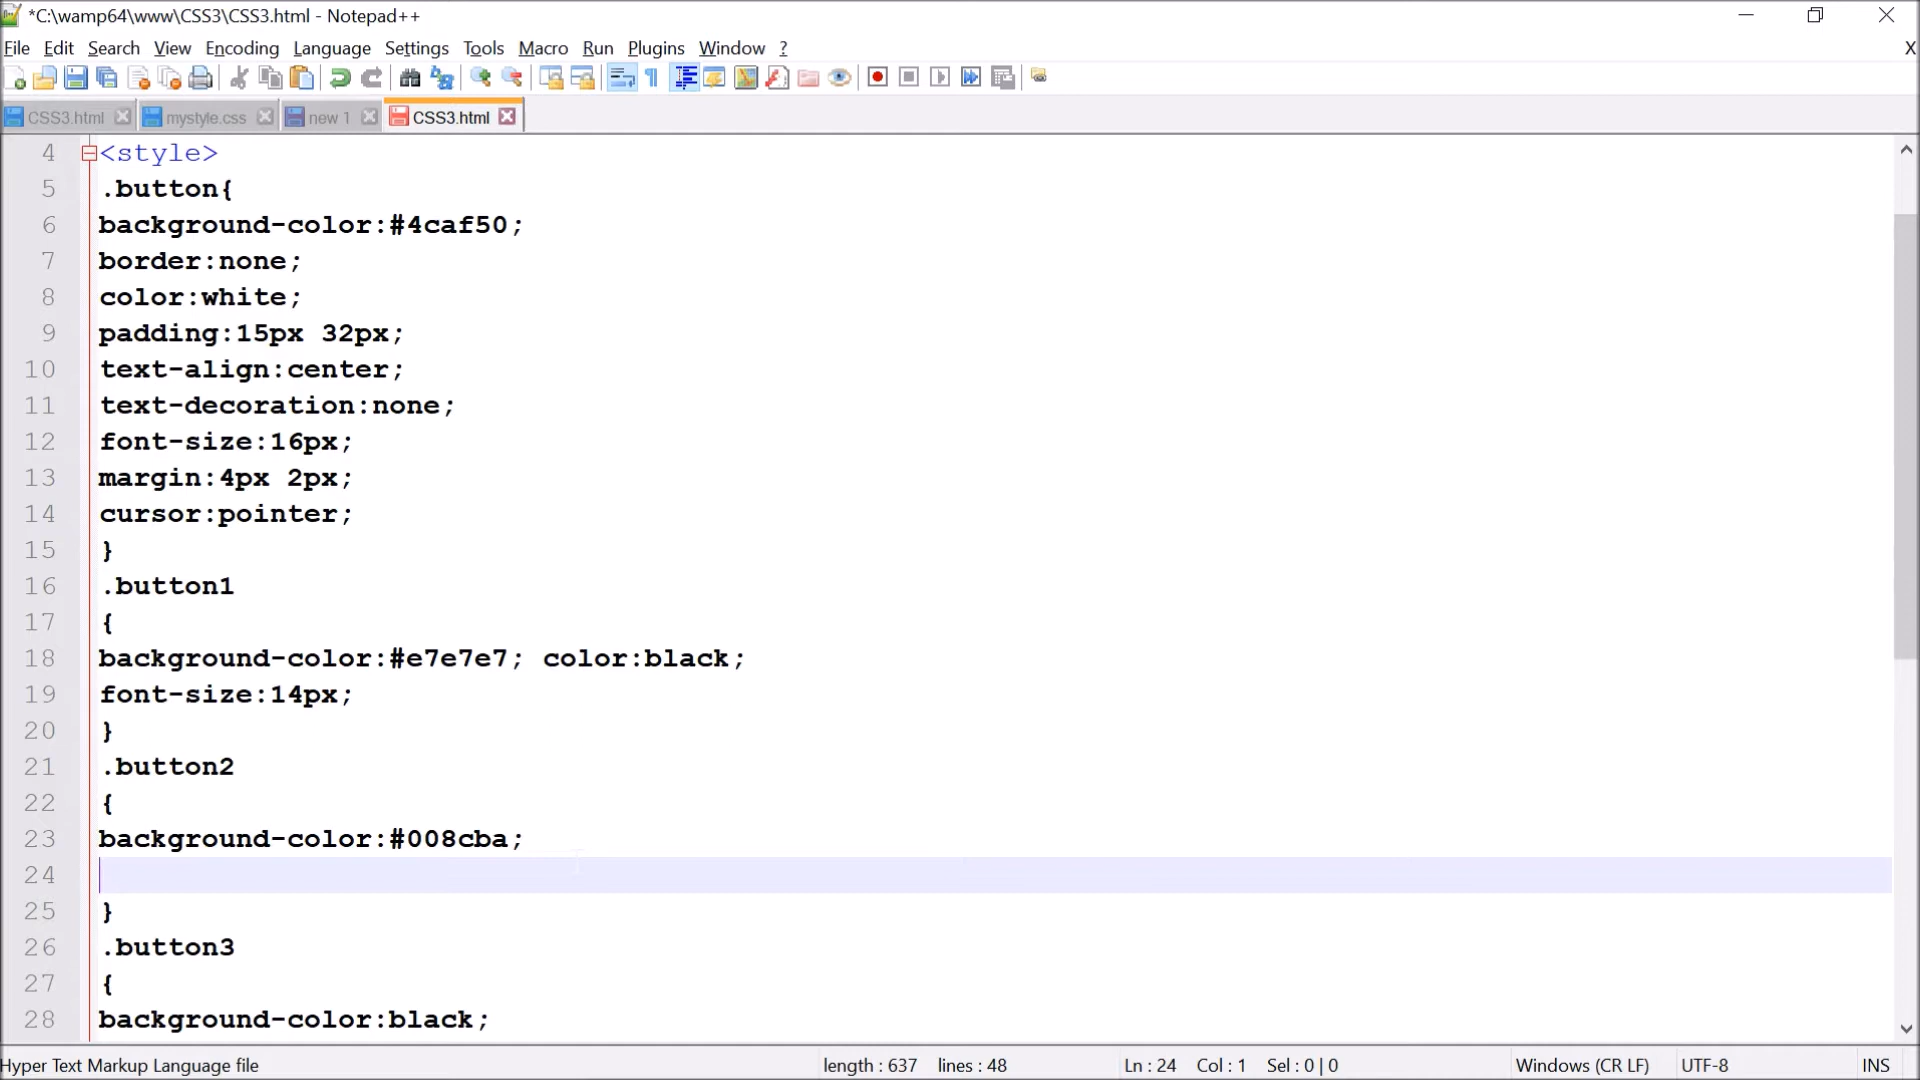 *C:\wamp64\www\CSS3\CSS3.html - Notepad++
File Edit Search View Encoding Language Settings Tools Macro Run Plugins Window ? X
CSS3.html mystyle.css new 1 CSS3.html
4 <style>
5 .button{
6 background-color:#4caf50;
7 border:none;
8 color:white;
9 padding:15px 32px;
10 text-align:center;
11 text-decoration:none;
12 font-size:16px;
13 margin:4px 2px;
14 cursor:pointer;
15 }
16 .button1
17 {
18 background-color:#e7e7e7; color:black;
19 font-size:14px;
20 }
21 .button2
22 {
23 background-color:#008cba;
24
25 }
26 .button3
27 {
28 background-color:black;
Hyper Text Markup Language file length : 637 lines : 48 Ln : 24 Col : 1 Sel : 0 | 0 Windows (CR LF) UTF-8 INS